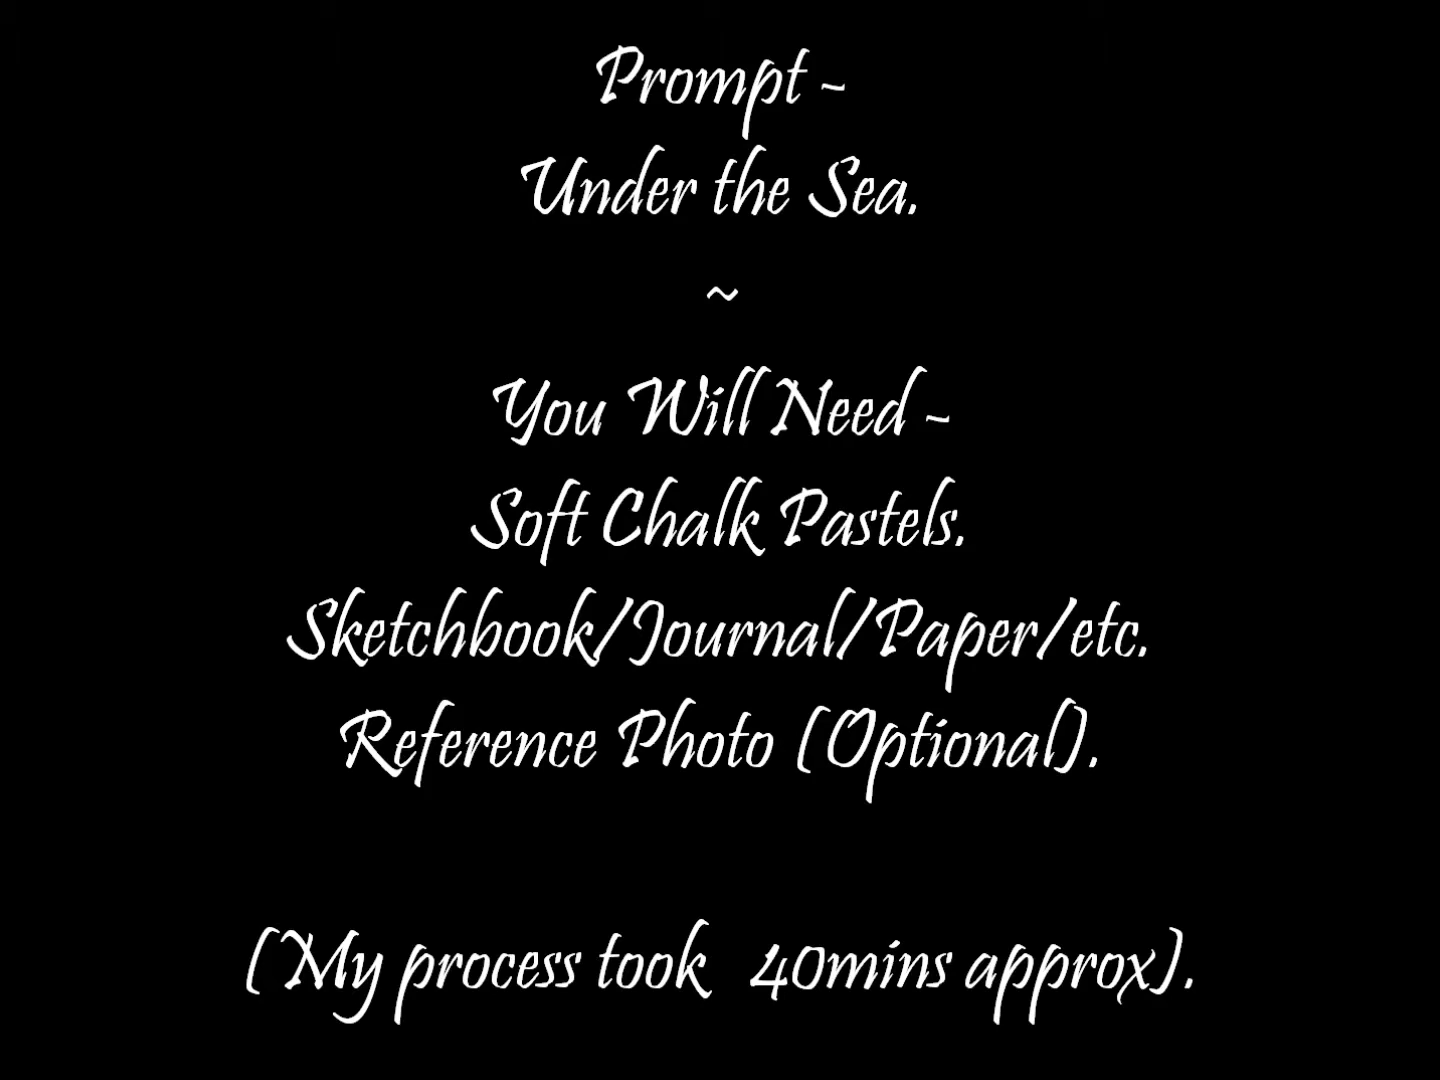 Prompt ~
Under the Sea.
~
You Will Need ~
Soft Chalk Pastels.
Sketchbook/Journal/Paper/etc.
Reference Photo (Optional).
(My process took  40mins approx).